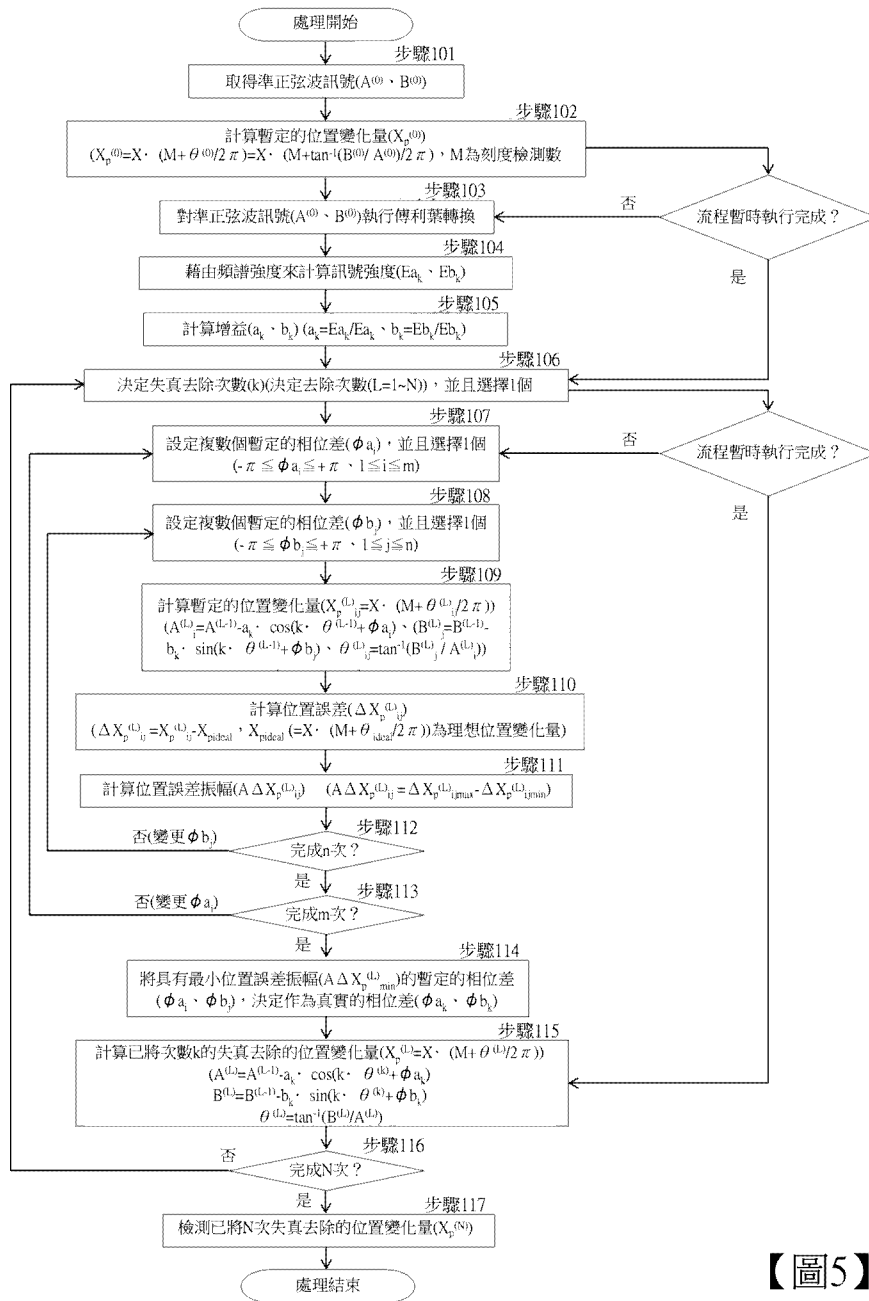 處理開始
步驟101
取得準正弦波訊號(A⁽⁰⁾、B⁽⁰⁾)
步驟102
計算暫定的位置變化量(Xₚ⁽⁰⁾)
(Xₚ⁽⁰⁾=X· (M+θ⁽⁰⁾/2π)=X· (M+tan⁻¹(B⁽⁰⁾/ A⁽⁰⁾)/2π)，M為刻度檢測數
流程暫時執行完成？
否
是
步驟103
對準正弦波訊號(A⁽⁰⁾、B⁽⁰⁾)執行傅利葉轉換
步驟104
藉由頻譜強度來計算訊號強度(Eaₖ、Ebₖ)
步驟105
計算增益(aₖ、bₖ) (aₖ=Eaₖ/Eaₖ、bₖ=Ebₖ/Ebₖ)
步驟106
決定失真去除次數(k)(決定去除次數(L=1~N))，並且選擇1個
流程暫時執行完成？
否
是
步驟107
設定複數個暫定的相位差(ϕaᵢ)，並且選擇1個
(-π≦ϕaᵢ≦+π、1≦i≦m)
步驟108
設定複數個暫定的相位差(ϕbⱼ)，並且選擇1個
(-π≦ϕbⱼ≦+π、1≦j≦n)
步驟109
計算暫定的位置變化量(Xₚ⁽ᴸ⁾ᵢⱼ=X· (M+θ⁽ᴸ⁾ᵢ/2π))
(A⁽ᴸ⁾ᵢ=A⁽ᴸ⁻¹⁾-aₖ· cos(k· θ⁽ᴸ⁻¹⁾+ϕaᵢ)、(B⁽ᴸ⁾ⱼ=B⁽ᴸ⁻¹⁾-
bₖ· sin(k· θ⁽ᴸ⁻¹⁾+ϕbⱼ)、θ⁽ᴸ⁾ᵢⱼ=tan⁻¹(B⁽ᴸ⁾ⱼ / A⁽ᴸ⁾ᵢ))
步驟110
計算位置誤差(ΔXₚ⁽ᴸ⁾ᵢⱼ)
(ΔXₚ⁽ᴸ⁾ᵢⱼ=Xₚ⁽ᴸ⁾ᵢⱼ-Xpideal，Xpideal (=X· (M+θideal/2π))為理想位置變化量)
步驟111
計算位置誤差振幅(AΔXₚ⁽ᴸ⁾ᵢⱼ) (AΔXₚ⁽ᴸ⁾ᵢⱼ=ΔXₚ⁽ᴸ⁾ijmax-ΔXₚ⁽ᴸ⁾ijmin)
步驟112
否(變更ϕbⱼ)
完成n次？
是
步驟113
否(變更ϕaᵢ)
完成m次？
是
步驟114
將具有最小位置誤差振幅(AΔXₚ⁽ᴸ⁾min)的暫定的相位差
(ϕaᵢ、ϕbⱼ)，決定作為真實的相位差(ϕaₖ、ϕbₖ)
步驟115
計算已將次數k的失真去除的位置變化量(Xₚ⁽ᴸ⁾=X· (M+θ⁽ᴸ⁾/2π))
(A⁽ᴸ⁾=A⁽ᴸ⁻¹⁾-aₖ· cos(k· θ⁽ᵏ⁾+ϕaₖ)
B⁽ᴸ⁾=B⁽ᴸ⁻¹⁾-bₖ· sin(k· θ⁽ᵏ⁾+ϕbₖ)
θ⁽ᴸ⁾=tan⁻¹(B⁽ᴸ⁾/A⁽ᴸ⁾)
步驟116
否
完成N次？
是
步驟117
檢測已將N次失真去除的位置變化量(Xₚ⁽ᴺ⁾)
處理結束
【圖5】